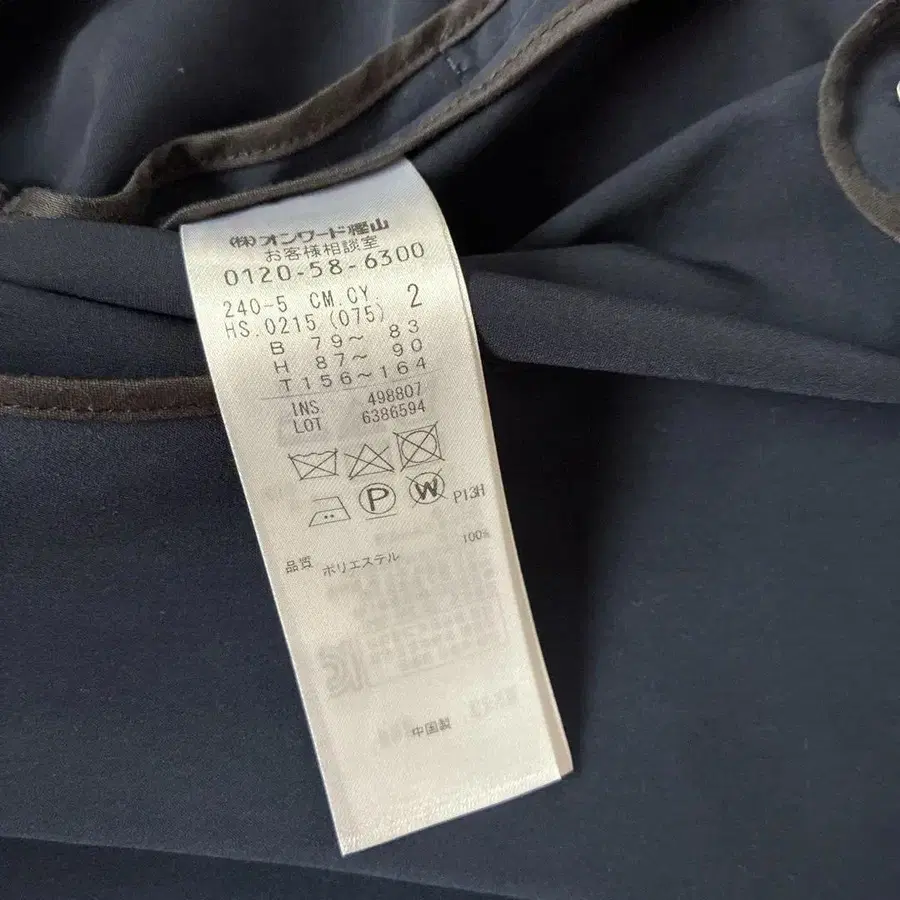 (株)オンワード樫山
お客様相談室
0120-58-6300
240-5 CM.CY 2
HS.0215 (075)
B 79～ 83
H 87～ 90
T 156～164
INS 498807
LOT 6386594
P W P13H
品質 ポリエステル 100%
中国製